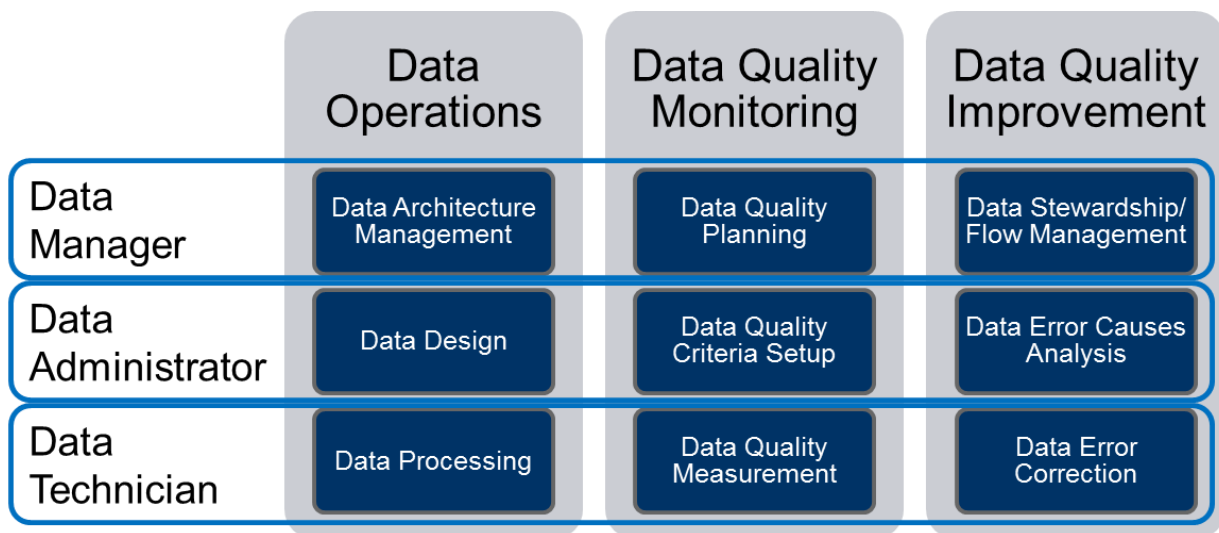 Data
Operations
Data Quality
Monitoring
Data Quality
Improvement
Data
Manager
Data Architecture
Management
Data Quality
Planning
Data Stewardship/
Flow Management
Data
Administrator
Data Design
Data Quality
Criteria Setup
Data Error Causes
Analysis
Data
Technician
Data Processing
Data Quality
Measurement
Data Error
Correction